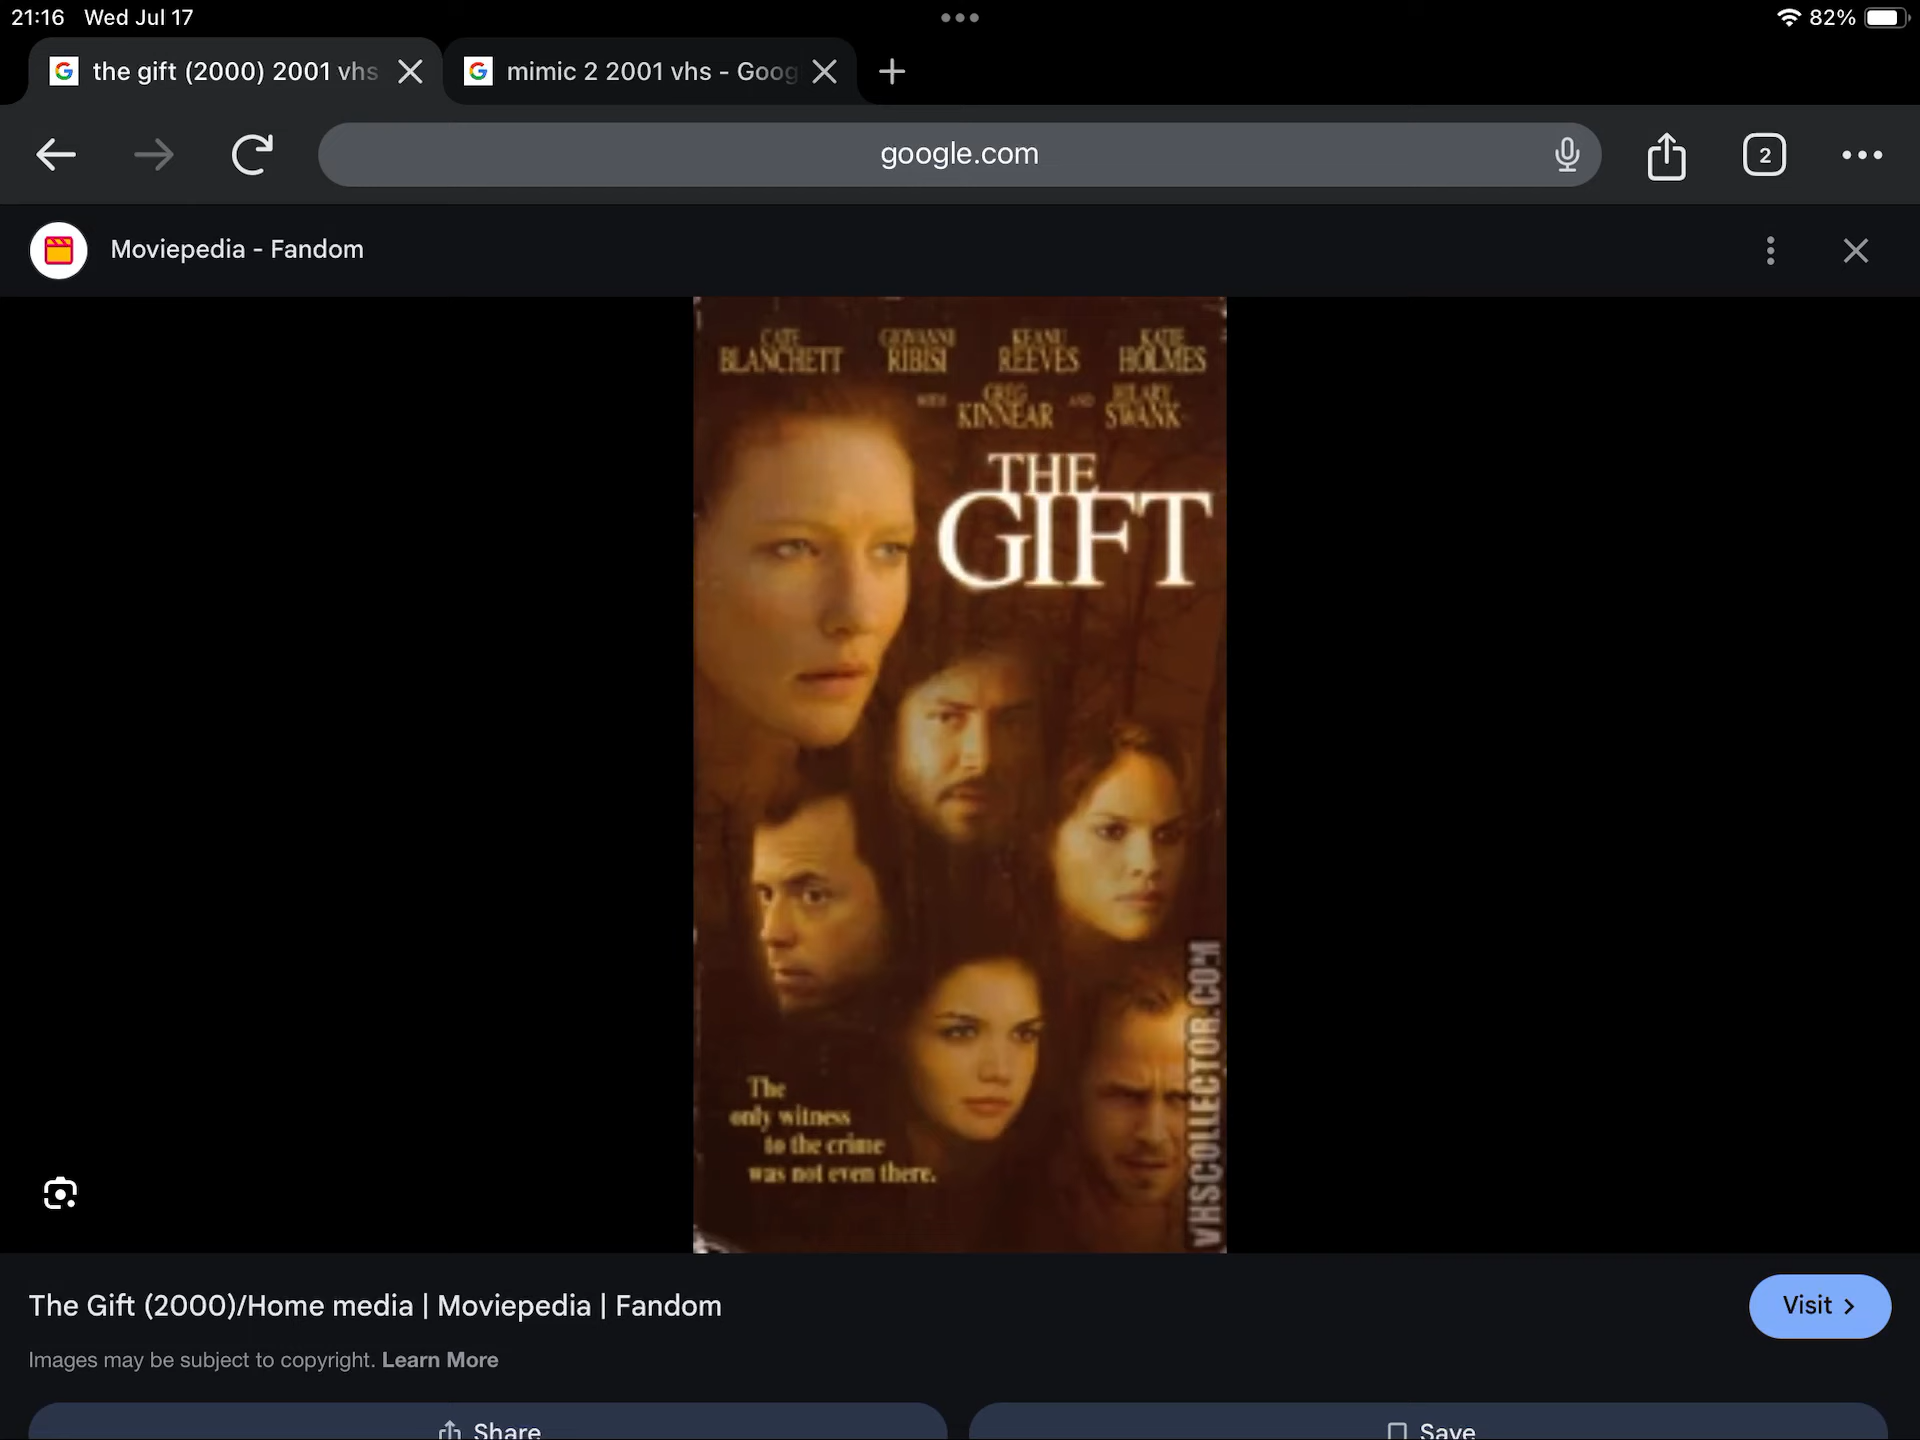 21:16 Wed Jul 17
82%
the gift (2000) 2001 vhs
mimic 2 2001 vhs - Goog
google.com
2
Moviepedia - Fandom
CATE GIOVANNI KEANU KATIE
BLANCHETT RIBISI REEVES HOLMES
WITH GREG AND HILARY
KINNEAR SWANK
THE
GIFT
The
only witness
to the crime
was not even there.
VHSCOLLECTOR.COM
The Gift (2000)/Home media | Moviepedia | Fandom
Visit
Images may be subject to copyright. Learn More
Share
Save